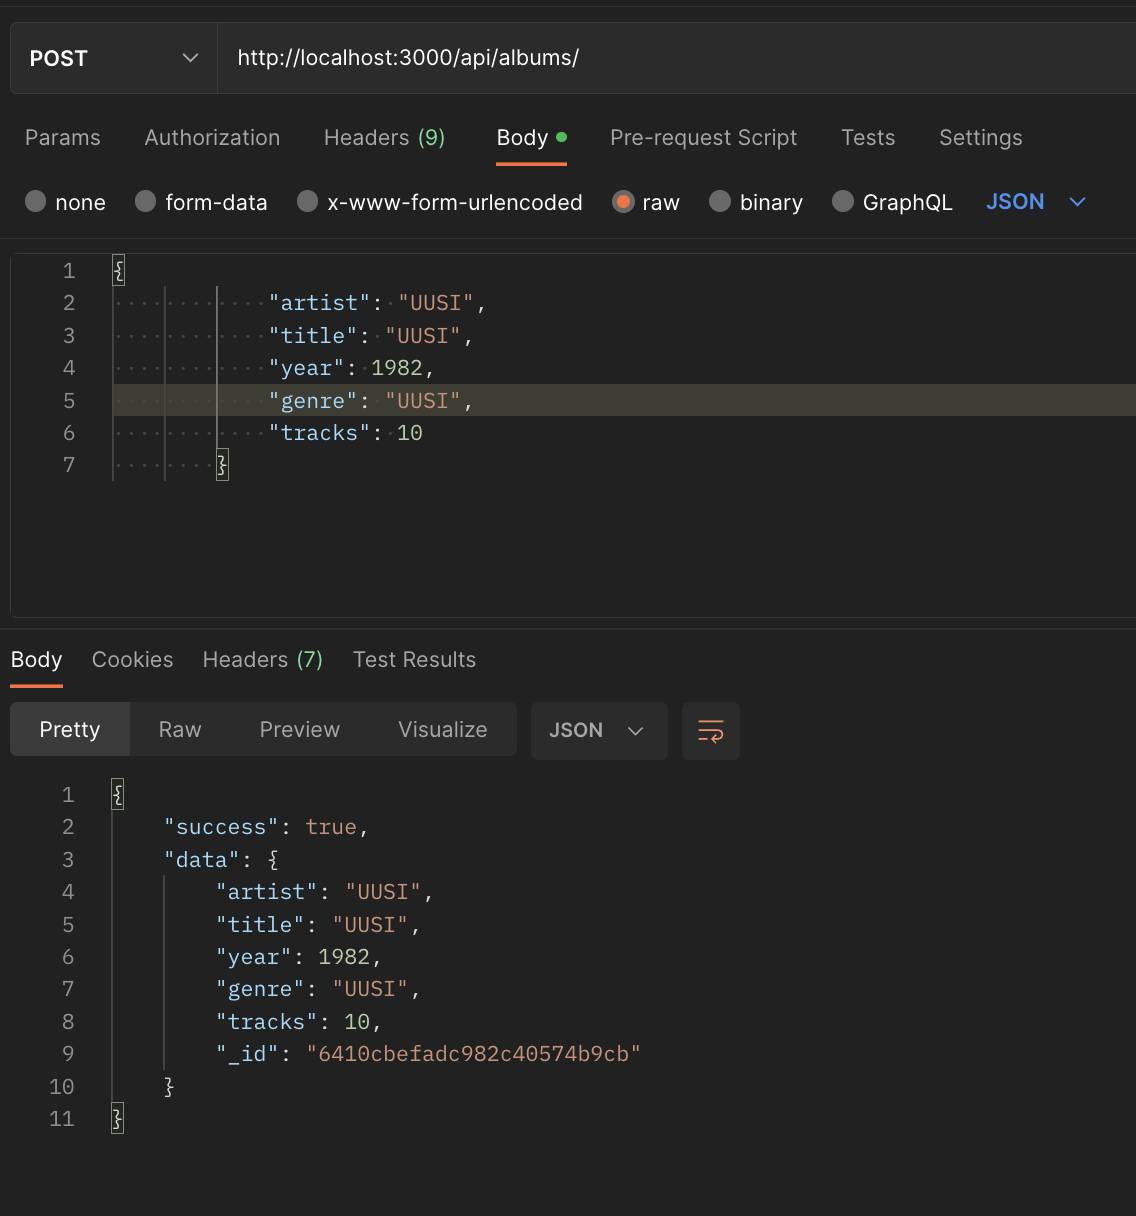 POST http://localhost:3000/api/albums/
Params Authorization Headers (9) Body Pre-request Script Tests Settings
none form-data x-www-form-urlencoded raw binary GraphQL JSON
1 {
2 "artist": "UUSI",
3 "title": "UUSI",
4 "year": 1982,
5 "genre": "UUSI",
6 "tracks": 10
7 }
Body Cookies Headers (7) Test Results
Pretty Raw Preview Visualize JSON
1 {
2 "success": true,
3 "data": {
4 "artist": "UUSI",
5 "title": "UUSI",
6 "year": 1982,
7 "genre": "UUSI",
8 "tracks": 10,
9 "_id": "6410cbefadc982c40574b9cb"
10 }
11 }